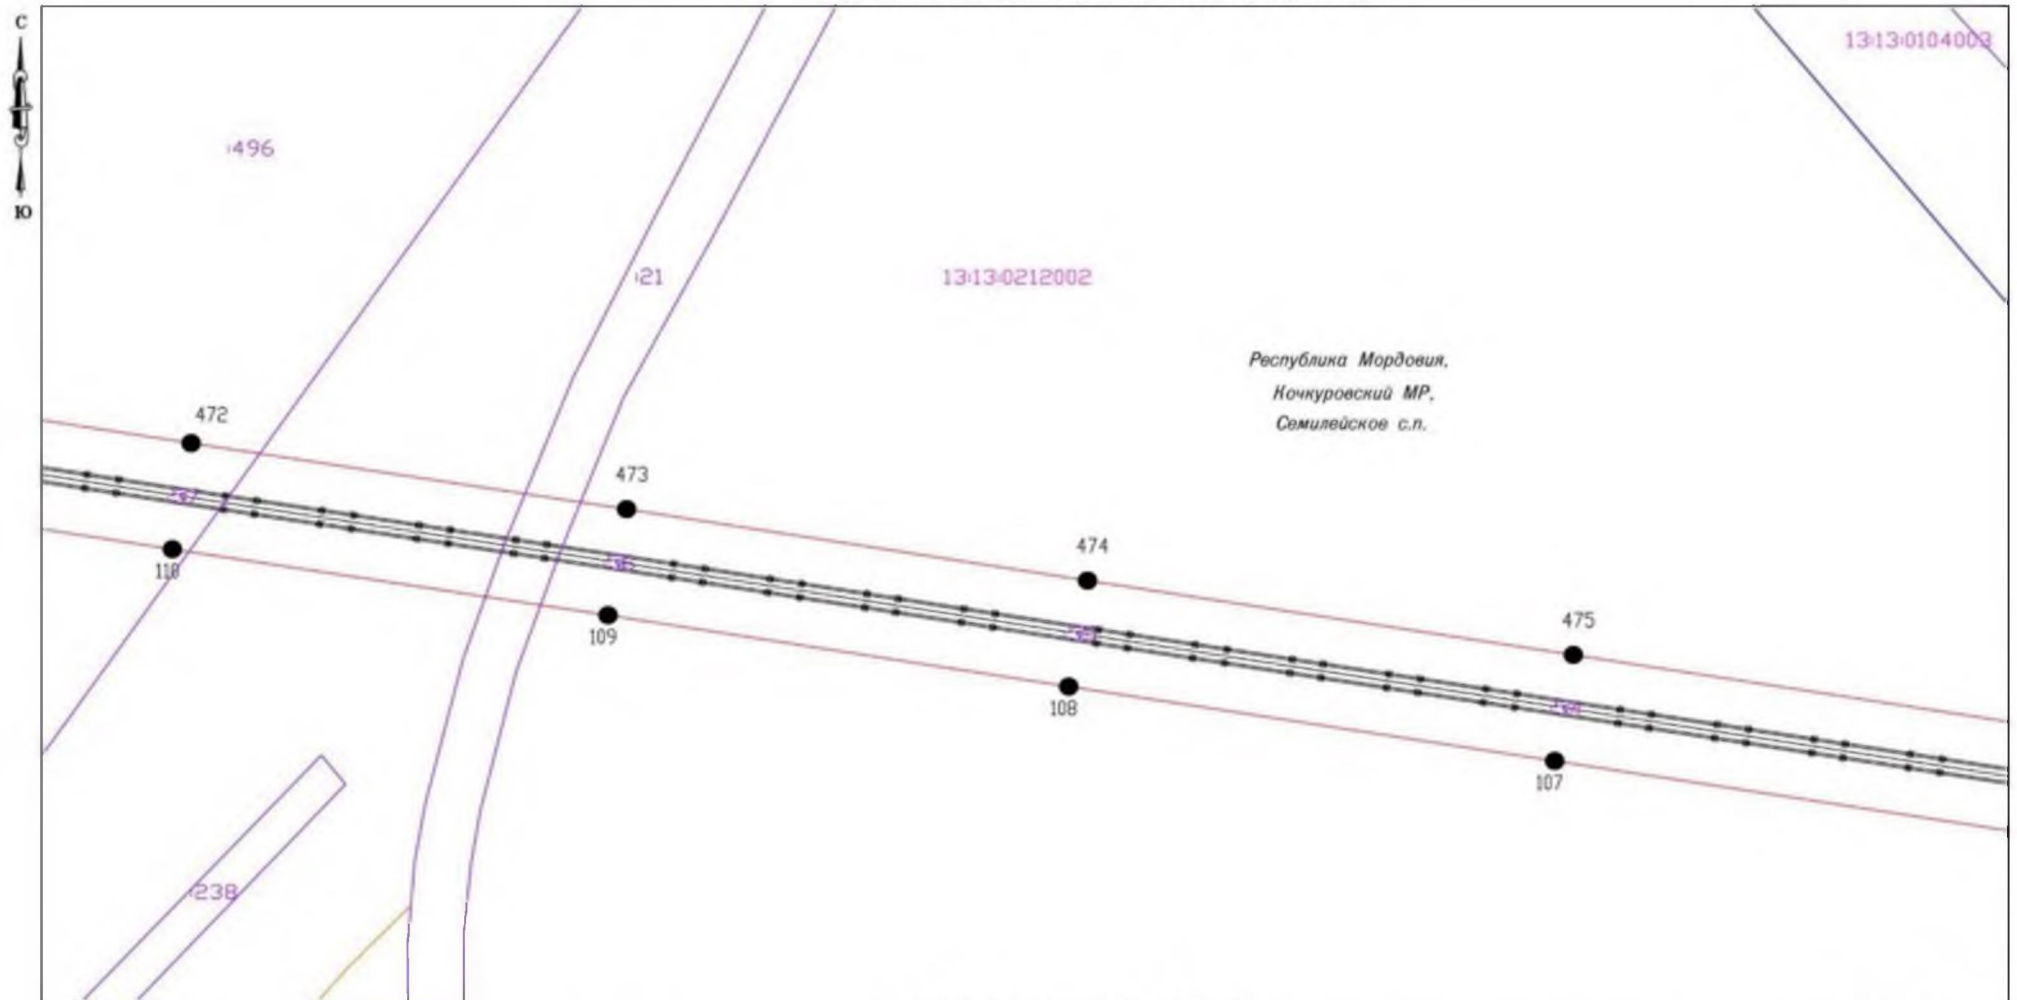 С
13:13:0104003
:496
Ю
:21
13:13:0212002
Республика Мордовия,
Кочкуровский МР,
Семилейское с.п.
472
473
474
110
475
109
108
107
:238